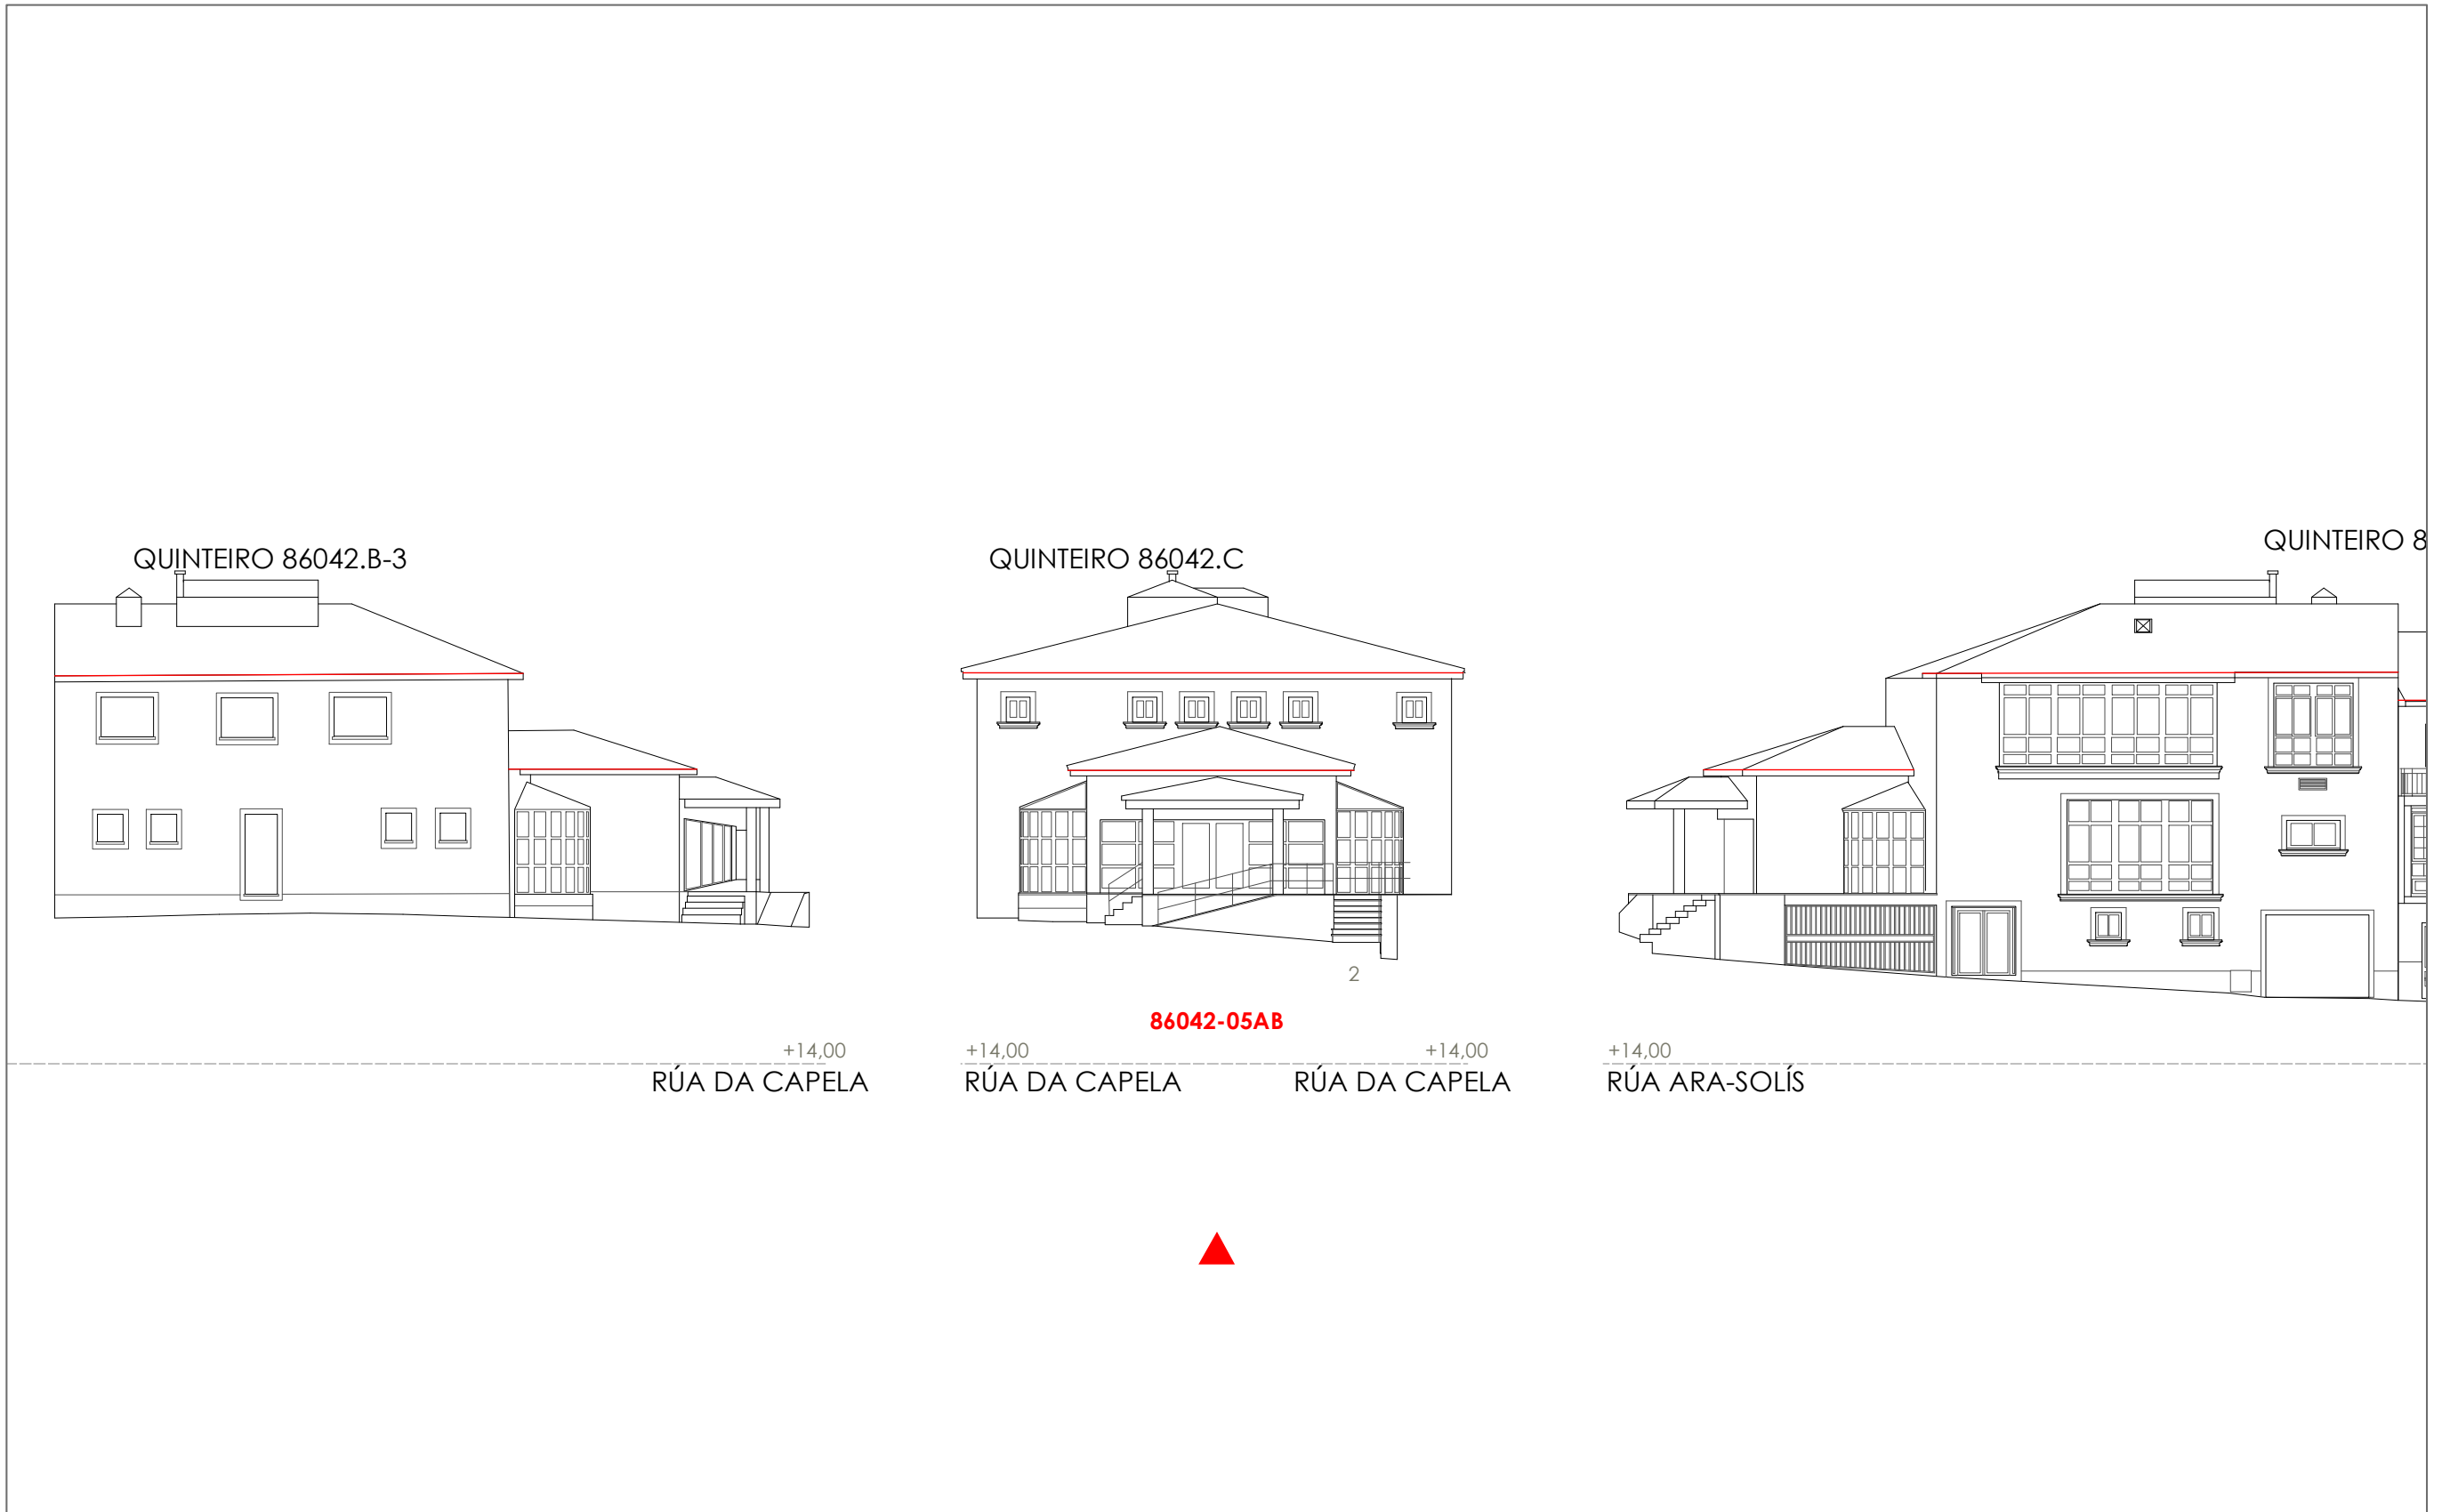 QUINTEIRO 86042.B-3
QUINTEIRO 86042.C
QUINTEIRO 8
2
86042-05AB
+14,00
+14,00
+14,00
+14,00
RÚA DA CAPELA
RÚA DA CAPELA
RÚA DA CAPELA
RÚA ARA-SOLÍS